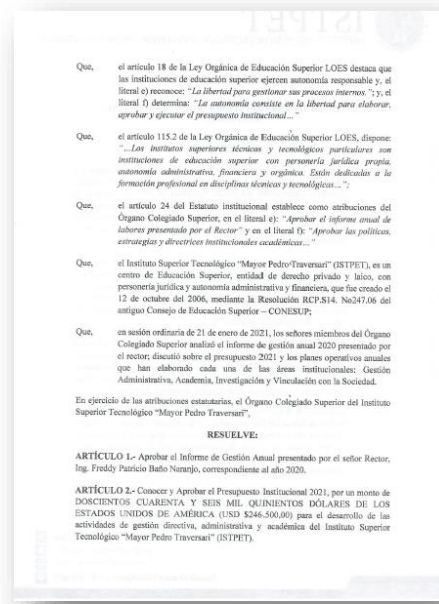 ISTPET
Que, el artículo 18 de la Ley Orgánica de Educación Superior LOES destaca que
las instituciones de educación superior ejercen autonomía responsable y, el
literal e) reconoce: "La libertad para gestionar sus procesos internos."; y, el
literal f) determina: "La autonomía consiste en la libertad para elaborar,
aprobar y ejecutar el presupuesto institucional..."
Que, el artículo 115.2 de la Ley Orgánica de Educación Superior LOES, dispone:
"...Los institutos superiores técnicos y tecnológicos particulares son
instituciones de educación superior con personería jurídica propia,
autonomía administrativa, financiera y orgánica. Están dedicadas a la
formación profesional en disciplinas técnicas y tecnológicas...";
Que, el artículo 24 del Estatuto institucional establece como atribuciones del
Órgano Colegiado Superior, en el literal e): "Aprobar el informe anual de
labores presentado por el Rector" y en el literal f): "Aprobar las políticas,
estrategias y directrices institucionales académicas..."
Que, el Instituto Superior Tecnológico "Mayor Pedro Traversari" (ISTPET), es un
centro de Educación Superior, entidad de derecho privado y laico, con
personería jurídica y autonomía administrativa y financiera, que fue creado el
12 de octubre del 2006, mediante la Resolución RCP.S14. No247.06 del
antiguo Consejo de Educación Superior – CONESUP;
Que, en sesión ordinaria de 21 de enero de 2021, los señores miembros del Órgano
Colegiado Superior analizó el informe de gestión anual 2020 presentado por
el rector; discutió sobre el presupuesto 2021 y los planes operativos anuales
que han elaborado cada una de las áreas institucionales: Gestión
Administrativa, Academia, Investigación y Vinculación con la Sociedad.
En ejercicio de las atribuciones estatutarias, el Órgano Colegiado Superior del Instituto
Superior Tecnológico "Mayor Pedro Traversari",
RESUELVE:
ARTÍCULO 1.- Aprobar el Informe de Gestión Anual presentado por el señor Rector,
Ing. Freddy Patricio Baño Naranjo, correspondiente al año 2020.
ARTÍCULO 2.- Conocer y Aprobar el Presupuesto Institucional 2021, por un monto de
DOSCIENTOS CUARENTA Y SEIS MIL QUINIENTOS DÓLARES DE LOS
ESTADOS UNIDOS DE AMÉRICA (USD $246.500,00) para el desarrollo de las
actividades de gestión directiva, administrativa y académica del Instituto Superior
Tecnológico "Mayor Pedro Traversari" (ISTPET).